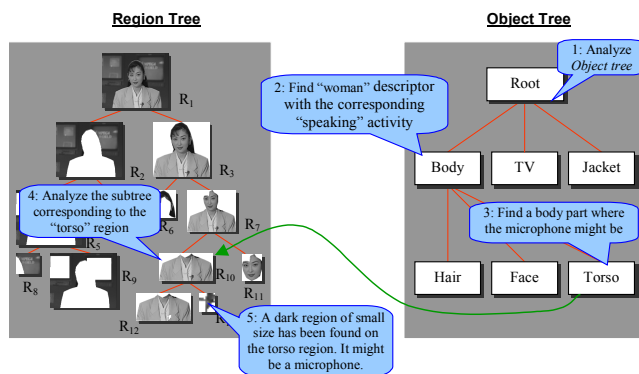 Region Tree
Object Tree
1: Analyze
Object tree
Root
2: Find “woman” descriptor
with the corresponding
“speaking” activity
R1
R2
R3
Body
TV
Jacket
4: Analyze the subtree
corresponding to the
“torso” region
R5
R6
R7
3: Find a body part where
the microphone might be
R8
R9
R10
R11
Hair
Face
Torso
R12
5: A dark region of small
size has been found on
the torso region. It might
be a microphone.